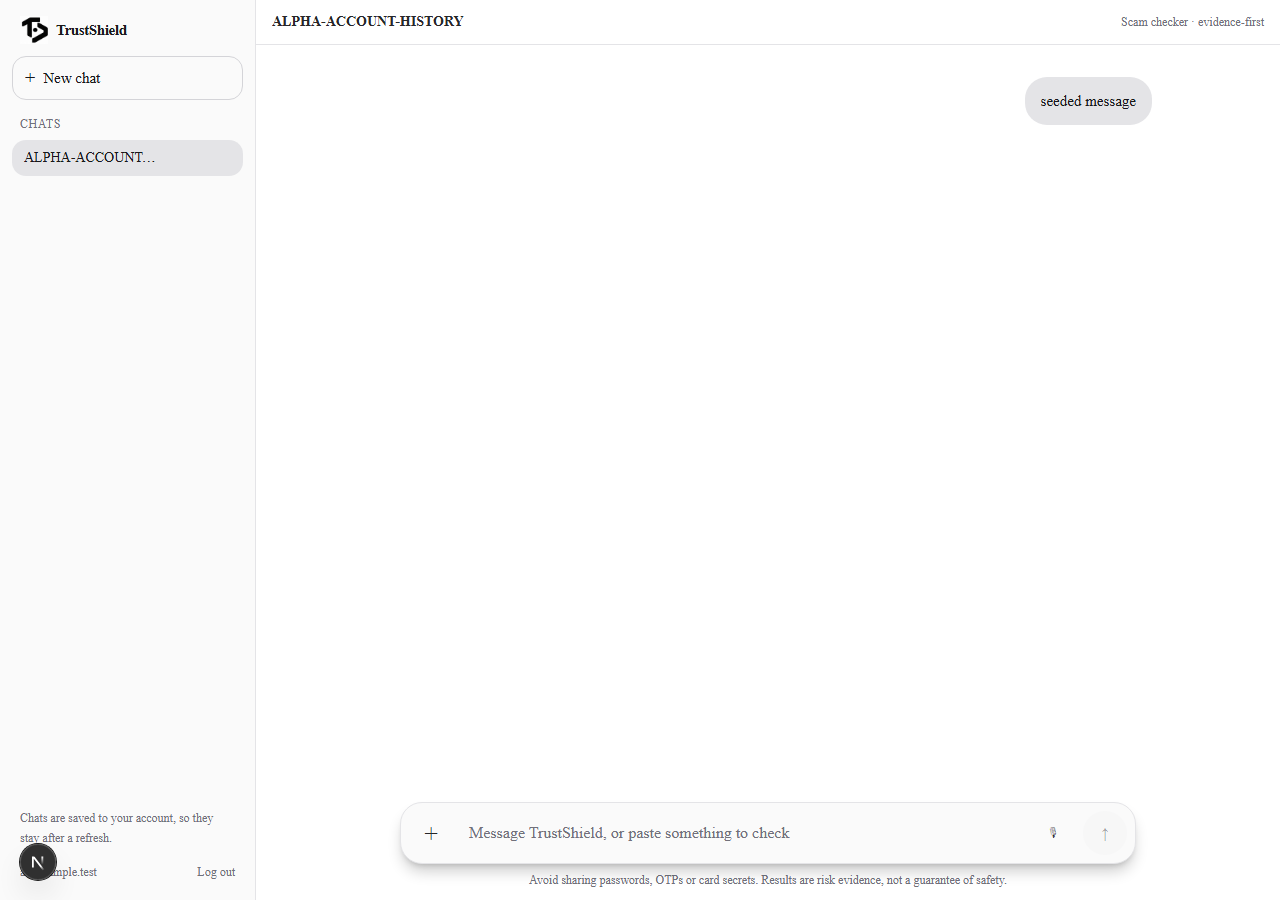 TrustShield
+ New chat
CHATS
ALPHA-ACCOUNT...
Chats are saved to your account, so they
stay after a refresh.
mple.test
Log out
ALPHA-ACCOUNT-HISTORY
Scam checker · evidence-first
seeded message
+ Message TrustShield, or paste something to check ↑
Avoid sharing passwords, OTPs or card secrets. Results are risk evidence, not a guarantee of safety.
N